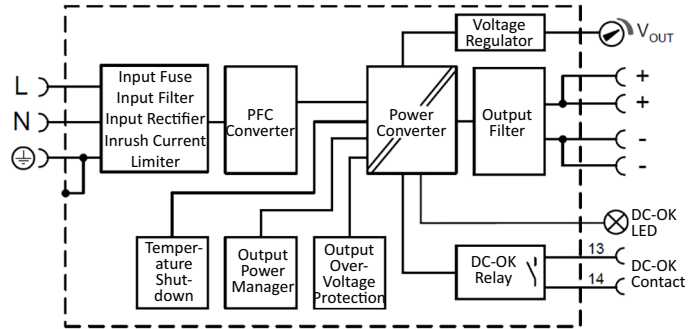 Voltage
Regulator
VOUT
L
N
Input Fuse
Input Filter
Input Rectifier
Inrush Current
Limiter
PFC
Converter
Power
Converter
Output
Filter
+
+
-
-
Temper-
ature
Shut-
down
Output
Power
Manager
Output
Over-
Voltage
Protection
DC-OK
LED
DC-OK
Relay
13
14
DC-OK
Contact